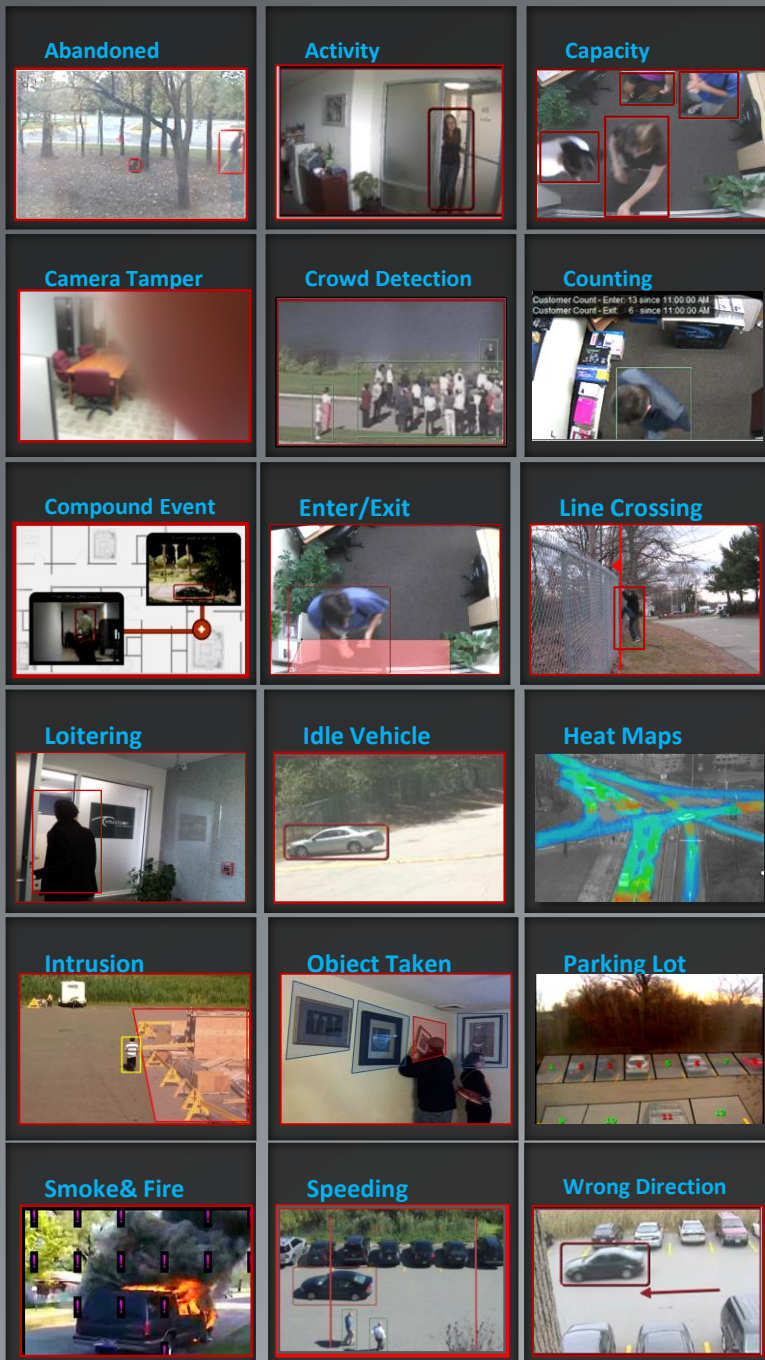 Abandoned
Activity
Capacity
Camera Tamper
Crowd Detection
Counting
Customer Count - Enter: 13 since 11:00:00 AM
Customer Count - Exit: 6 since 11:00:00 AM
Compound Event
Enter/Exit
Line Crossing
Loitering
Idle Vehicle
Heat Maps
Intrusion
Object Taken
Parking Lot
Smoke& Fire
Speeding
Wrong Direction